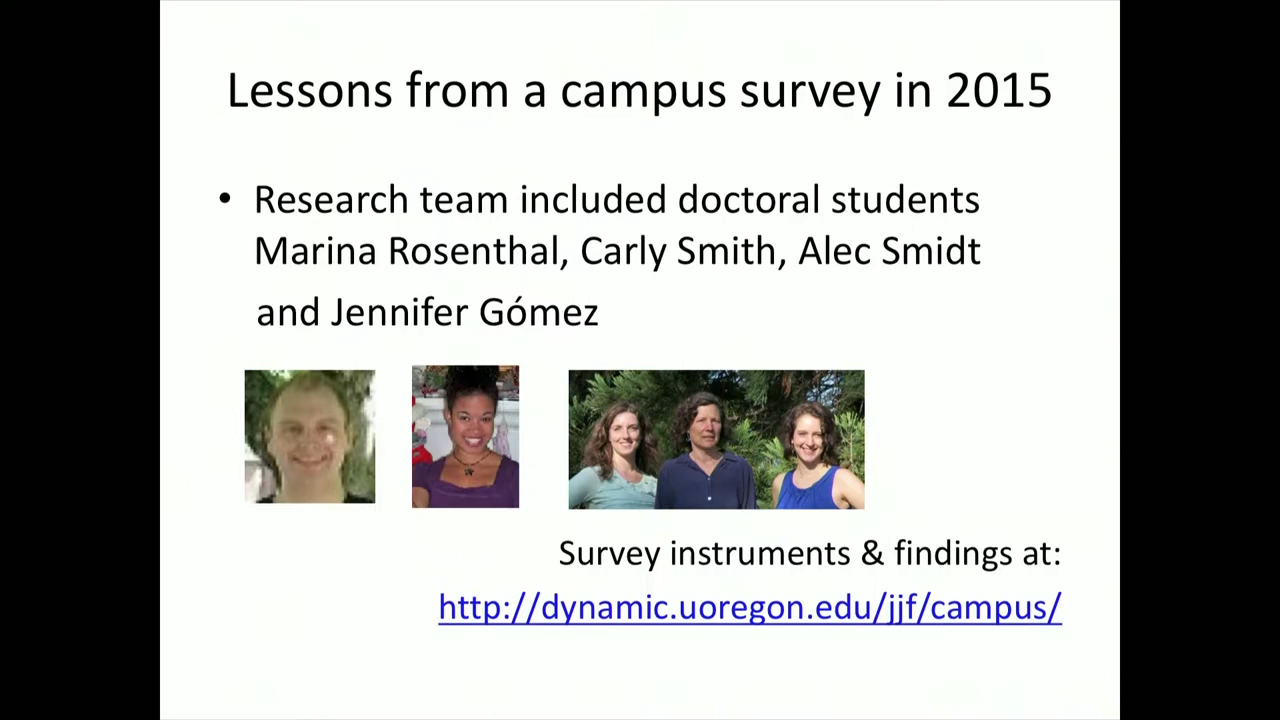 Lessons from a campus survey in 2015
• Research team included doctoral students
Marina Rosenthal, Carly Smith, Alec Smidt
and Jennifer Gómez
Survey instruments & findings at:
http://dynamic.uoregon.edu/jjf/campus/